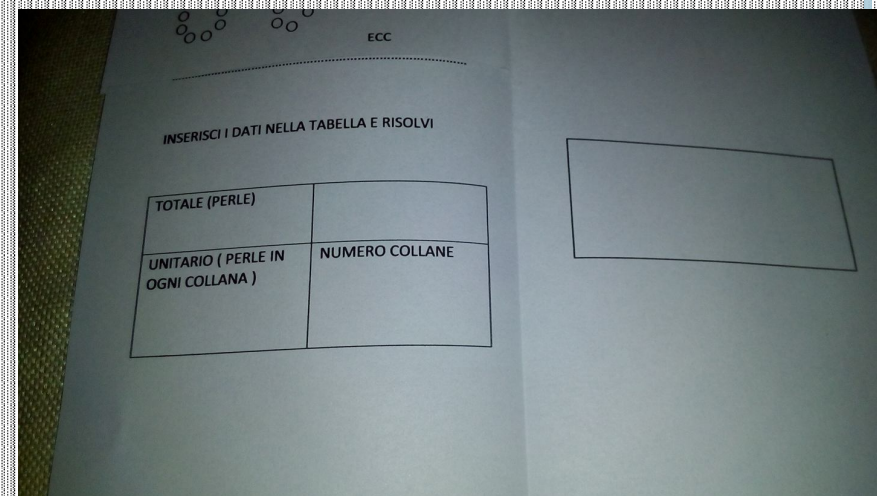 ECC
INSERISCI I DATI NELLA TABELLA E RISOLVI
TOTALE (PERLE)
UNITARIO ( PERLE IN
OGNI COLLANA )
NUMERO COLLANE